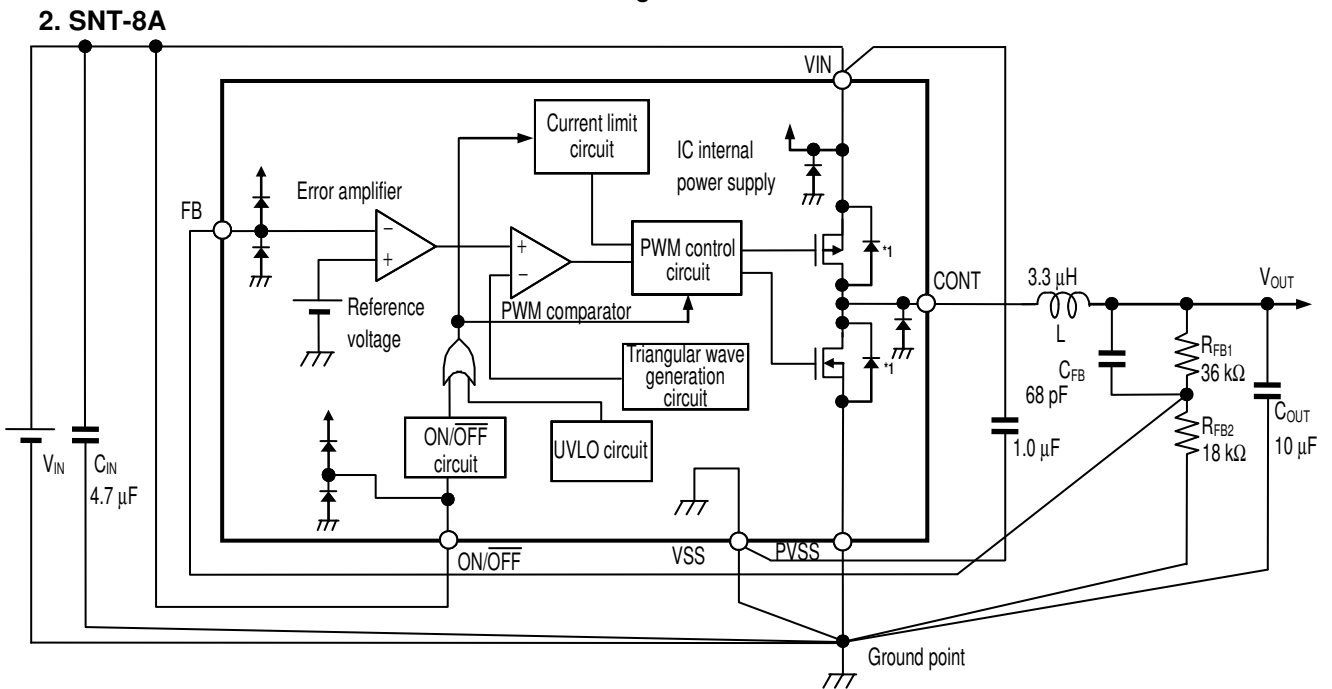 2. SNT-8A
VIN
Current limit
circuit
IC internal
power supply
Error amplifier
FB
−
+
+
−
PWM control
circuit
*1
CONT
3.3 µH
L
VOUT
Reference
voltage
PWM comparator
Triangular wave
generation
circuit
*1
CFB
68 pF
RFB1
36 kΩ
RFB2
18 kΩ
COUT
10 µF
1.0 µF
VIN
CIN
4.7 µF
ON/OFF
circuit
UVLO circuit
ON/OFF
VSS
PVSS
Ground point